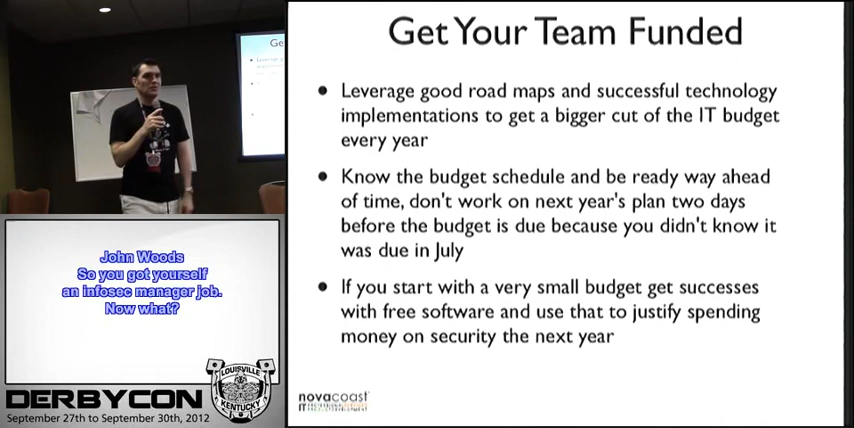 Get Your Team Funded
• Leverage good road maps and successful technology
implementations to get a bigger cut of the IT budget
every year
• Know the budget schedule and be ready way ahead
of time, don't work on next year's plan two days
before the budget is due because you didn't know it
was due in July
• If you start with a very small budget get successes
with free software and use that to justify spending
money on security the next year
novacoast
IT
Ge
John Woods
So you got yourself
an infosec manager job.
Now what?
LOUISVILLE
KENTUCKY
DERBYCON
September 27th to September 30th, 2012